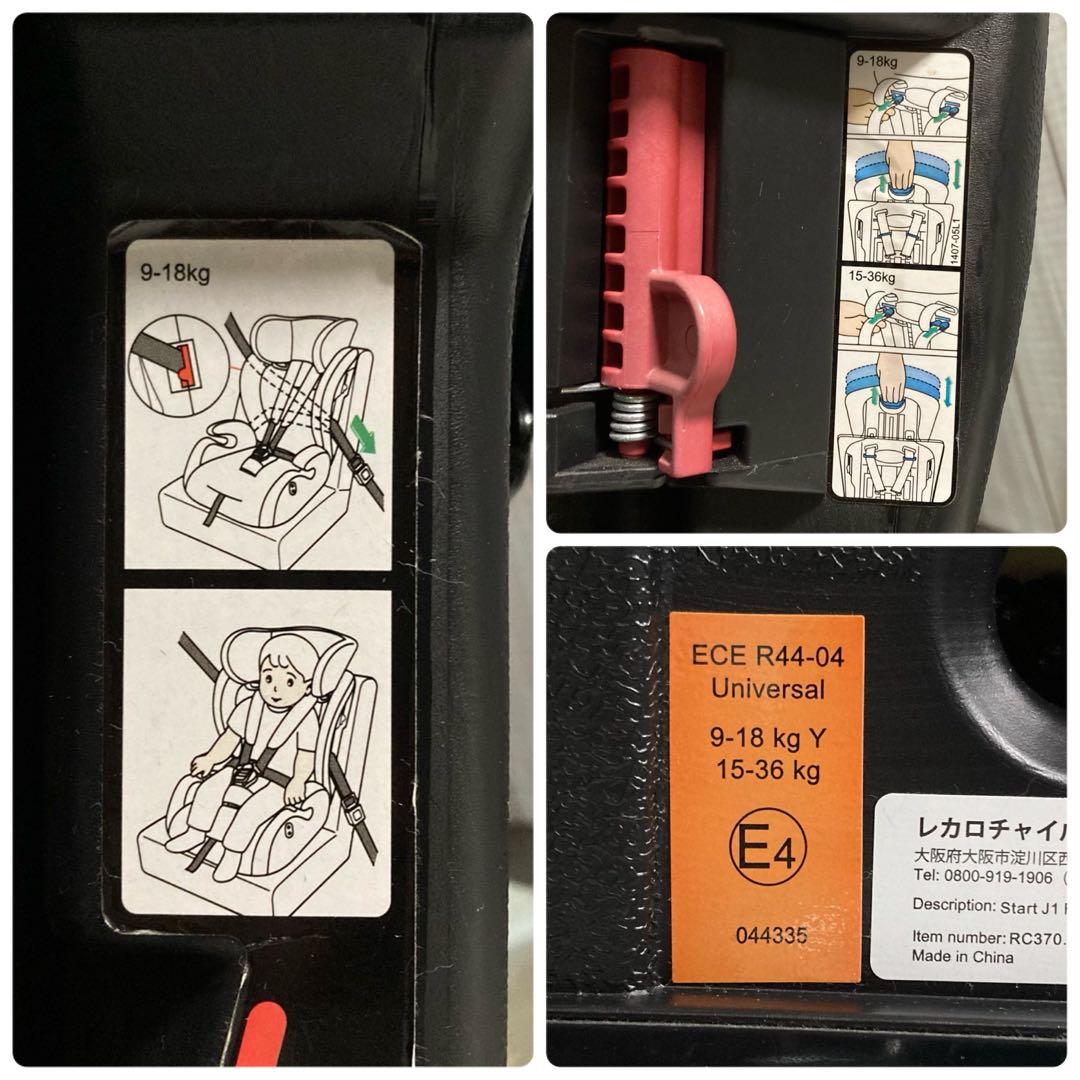 9-18kg
9-18kg
1407-05L1
15-36kg
ECE R44-04
Universal
9-18 kg Y
15-36 kg
E4
044335
レカロチャイル
大阪府大阪市淀川区西
Tel: 0800-919-1906 (
Description: Start J1
Item number: RC370.
Made in China